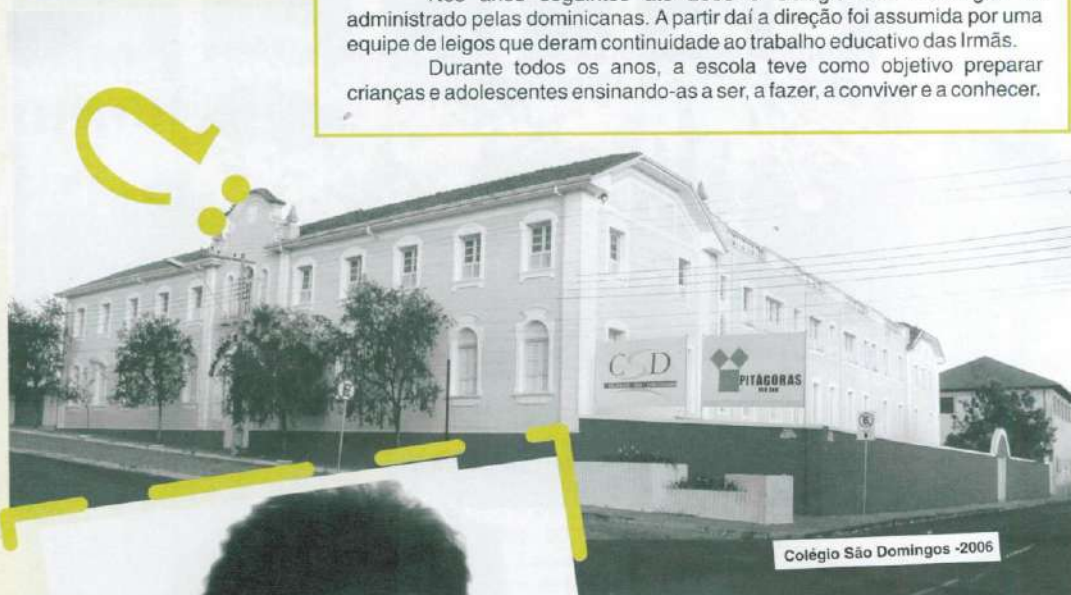 administrado pelas dominicanas. A partir daí a direção foi assumida por uma
equipe de leigos que deram continuidade ao trabalho educativo das Irmãs.
Durante todos os anos, a escola teve como objetivo preparar
crianças e adolescentes ensinando-as a ser, a fazer, a conviver e a conhecer.
?
CSD
PITÁGORAS
Colégio São Domingos -2006